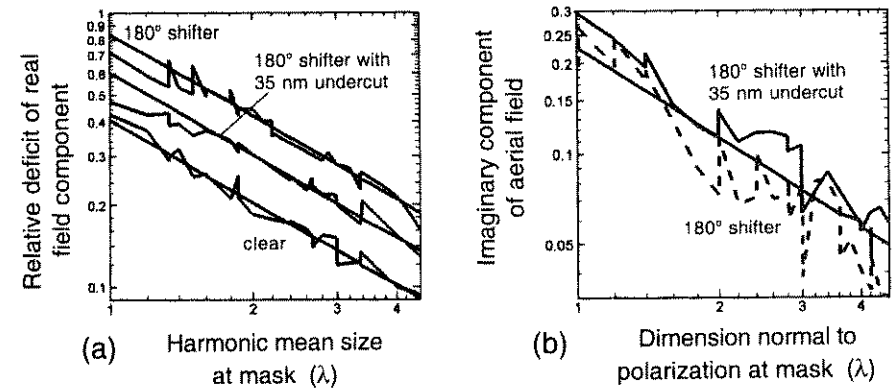 Relative deficit of real
field component
1
0.9
0.8
0.7
0.6
0.5
0.4
0.3
0.2
0.1
180° shifter
180° shifter with
35 nm undercut
clear
1
2
3
4
(a)
Harmonic mean size
at mask (λ)
Imaginary component
of aerial field
0.3
0.2
0.15
0.1
0.05
180° shifter with
35 nm undercut
180° shifter
1
2
3
4
(b)
Dimension normal to
polarization at mask (λ)